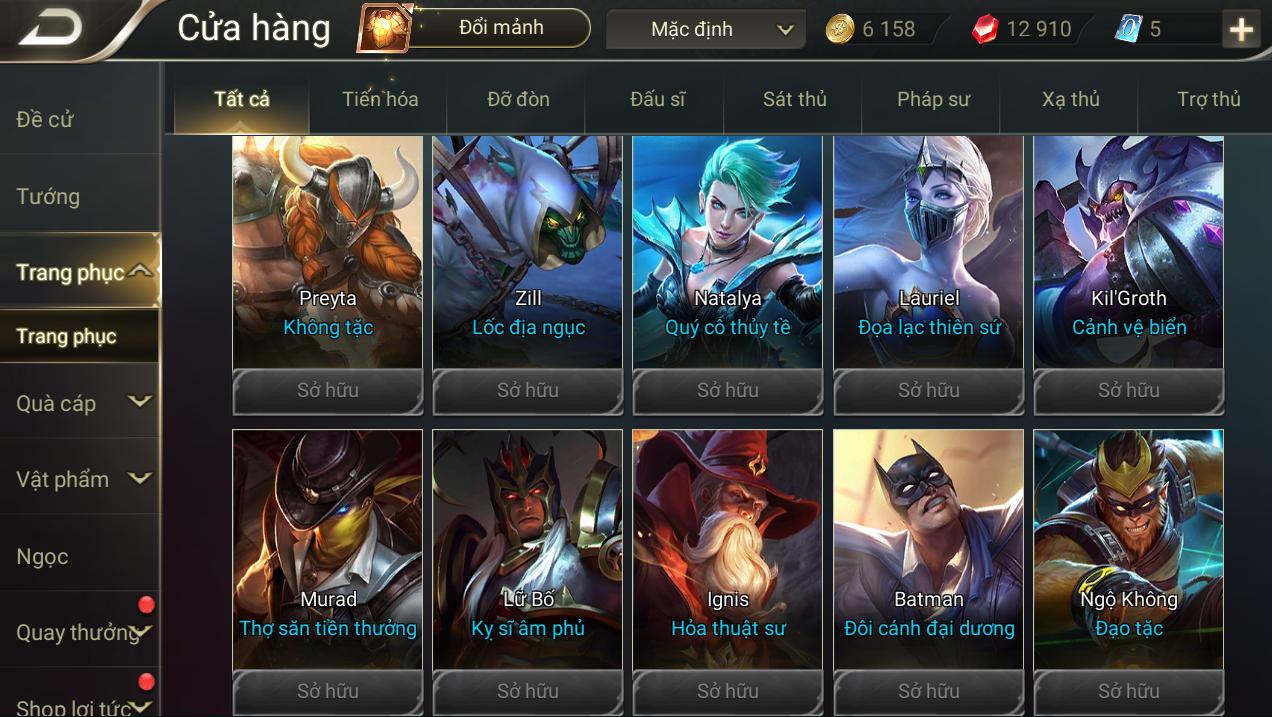 Cửa hàng
Đổi mảnh
Mặc định
6 158
12 910
5
Đề cử
Tướng
Trang phục
Trang phục
Quà cáp
Vật phẩm
Ngọc
Quay thưởng
Shop lợi tức
Tất cả
Tiến hóa
Đỡ đòn
Đấu sĩ
Sát thủ
Pháp sư
Xạ thủ
Trợ thủ
Preyta
Không tặc
Sở hữu
Zill
Lốc địa ngục
Sở hữu
Natalya
Quý cô thủy tề
Sở hữu
Lauriel
Đọa lạc thiên sứ
Sở hữu
Kil'Groth
Cảnh vệ biển
Sở hữu
Murad
Thợ săn tiền thưởng
Sở hữu
Lữ Bố
Kỵ sĩ âm phủ
Sở hữu
Ignis
Hỏa thuật sư
Sở hữu
Batman
Đôi cánh đại dương
Sở hữu
Ngộ Không
Đạo tặc
Sở hữu